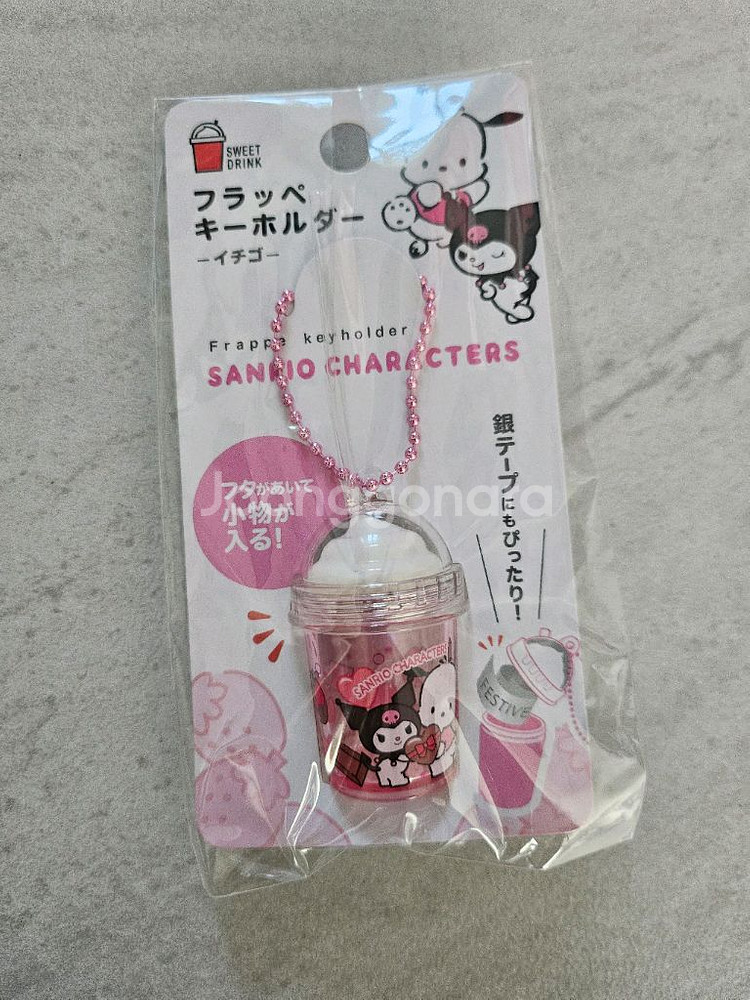 SWEET
DRINK
フラッペ
キーホルダー
−イチゴ−
Frappe keyholder
SANRIO CHARACTERS
銀テープにもぴったり!
フタがあいて
小物が
入る!
Joonggonara
SANRIO CHARACTERS
FESTIVE